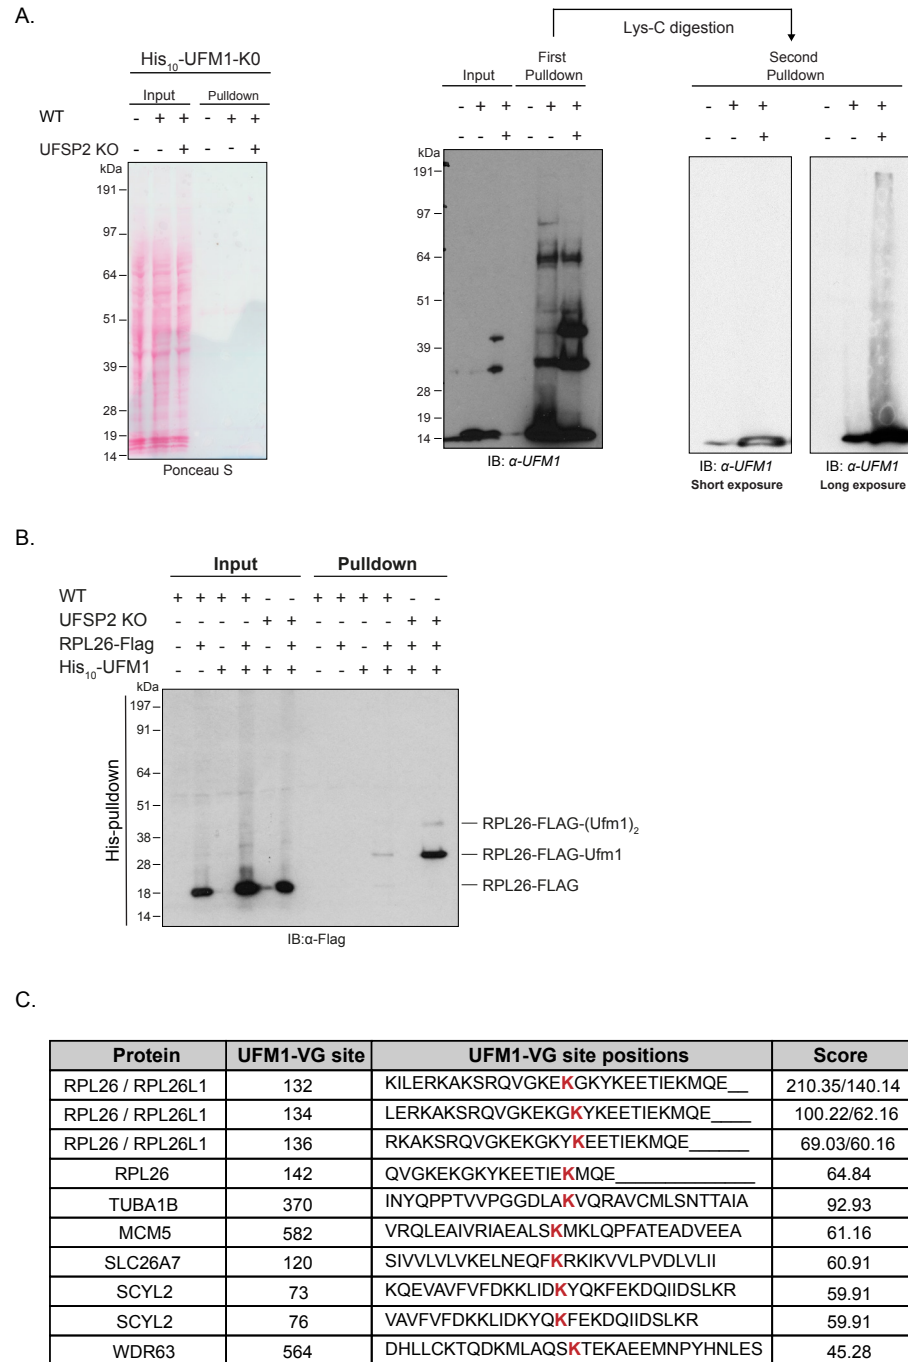 A.
His10-UFM1-K0
Input Pulldown
WT - + + - + +
UFSP2 KO - - + - - +
kDa
191
97
64
51
39
28
19
14
Ponceau S
Lys-C digestion
Input First Pulldown
- + + - + +
- - + - - +
kDa
191
97
64
51
39
28
19
14
IB: α-UFM1
Second Pulldown
- + + - + +
- - + - - +
IB: α-UFM1 IB: α-UFM1
Short exposure Long exposure
B.
Input Pulldown
WT + + + + - - + + + + - -
UFSP2 KO - - - - + + - - - - + +
RPL26-Flag - + - + - + - + - + + +
His10-UFM1 - - + + + + - - + + + +
kDa
197
91
64
51
38
28
18
14
His-pulldown
RPL26-FLAG-(Ufm1)2
RPL26-FLAG-Ufm1
RPL26-FLAG
IB:α-Flag
C.
Protein UFM1-VG site UFM1-VG site positions Score
RPL26 / RPL26L1 132 KILERKAKSRQVGKEKGKYKEETIEKMQE__ 210.35/140.14
RPL26 / RPL26L1 134 LERKAKSRQVGKEKGKYKEETIEKMQE____ 100.22/62.16
RPL26 / RPL26L1 136 RKAKSRQVGKEKGKYKEETIEKMQE______ 69.03/60.16
RPL26 142 QVGKEKGKYKEETIEKMQE______________ 64.84
TUBA1B 370 INYQPPTVVPGGDLAKVQRAVCMLSNTTAIA 92.93
MCM5 582 VRQLEAIVRIAEALSKMKLQPFATEADVEEA 61.16
SLC26A7 120 SIVVLVLVKELNEQFKRKIKVVLPVDLVLII 60.91
SCYL2 73 KQEVAVFVFDKKLIDKYQKFEKDQIIDSLKR 59.91
SCYL2 76 VAVFVFDKKLIDKYQKFEKDQIIDSLKR 59.91
WDR63 564 DHLLCKTQDKMLAQSKTEKAEEMNPYHNLES 45.28